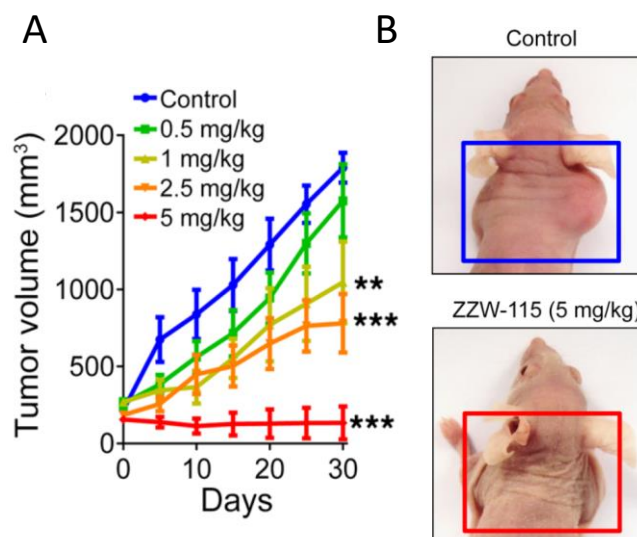 A
Control
0.5 mg/kg
1 mg/kg
2.5 mg/kg
5 mg/kg
Tumor volume (mm³)
2000
1500
1000
500
0
**
***
***
0 10 20 30
Days
B
Control
ZZW-115 (5 mg/kg)